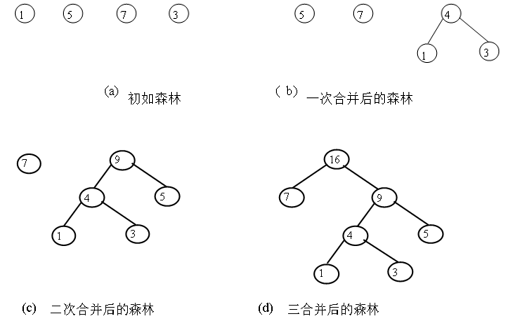 1 5 7 3
5 7 4
1 3
(a) 初如森林
(b) 一次合并后的森林
7 9
4 5
1 3
16
7 9
4 5
1 3
(c) 二次合并后的森林
(d) 三合并后的森林